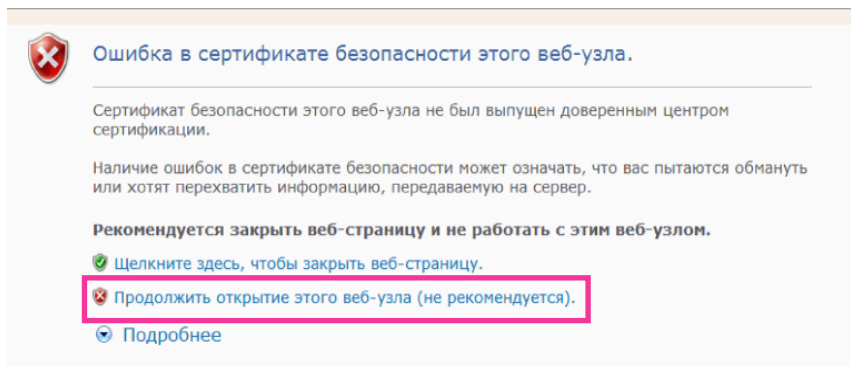 Ошибка в сертификате безопасности этого веб-узла.
Сертификат безопасности этого веб-узла не был выпущен доверенным центром
сертификации.
Наличие ошибок в сертификате безопасности может означать, что вас пытаются обмануть
или хотят перехватить информацию, передаваемую на сервер.
Рекомендуется закрыть веб-страницу и не работать с этим веб-узлом.
Щелкните здесь, чтобы закрыть веб-страницу.
Продолжить открытие этого веб-узла (не рекомендуется).
Подробнее